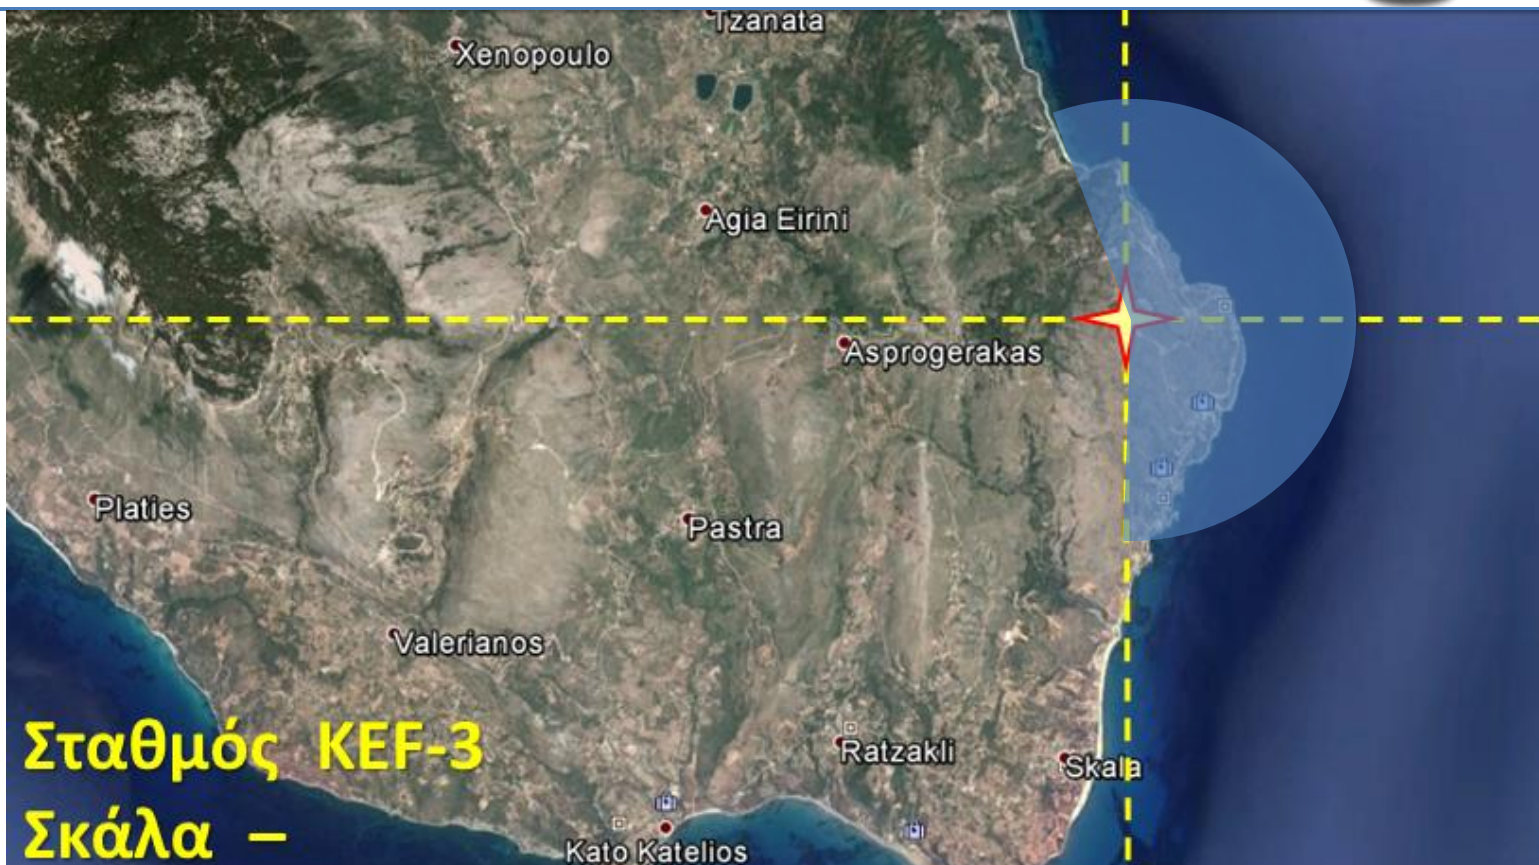 Tzanata
Xenopoulo
Agia Eirini
Asprogerakas
Platies
Pastra
Valerianos
Σταθμός KEF-3
Ratzakli
Skala
Σκάλα –
Kato Katelios